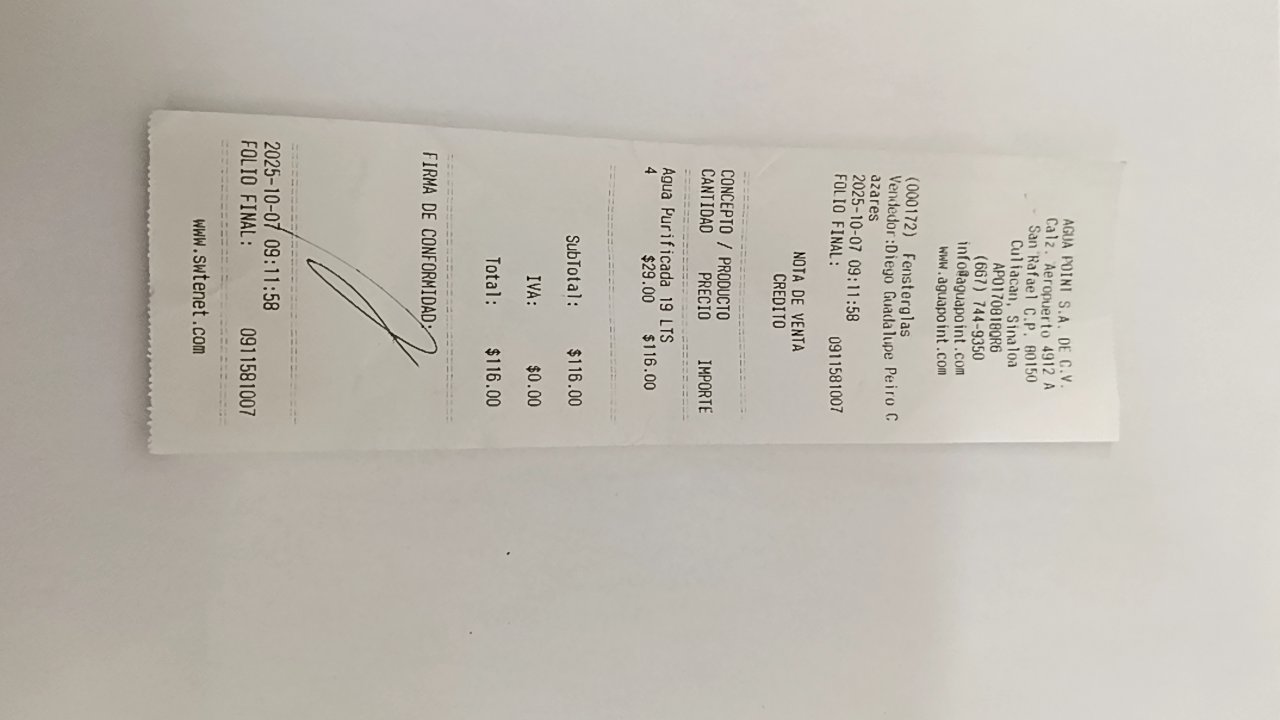 AGUA POINT S.A. DE C.V.
Calz. Aeropuerto 4912 A
San Rafael C.P. 80150
Culiacan, Sinaloa
APO170818QR6
(667) 744-9350
info@aguapoint.com
www.aguapoint.com
(000172) Fensterglas
Vendedor:Diego Guadalupe Peiro C
azares
2025-10-07 09:11:58
FOLIO FINAL: 0911581007
NOTA DE VENTA
CREDITO
CONCEPTO / PRODUCTO
CANTIDAD PRECIO IMPORTE
Agua Purificada 19 LTS
4 $29.00 $116.00
SubTotal: $116.00
IVA: $0.00
Total: $116.00
FIRMA DE CONFORMIDAD.
2025-10-07 09:11:58
FOLIO FINAL: 0911581007
www.swtenet.com